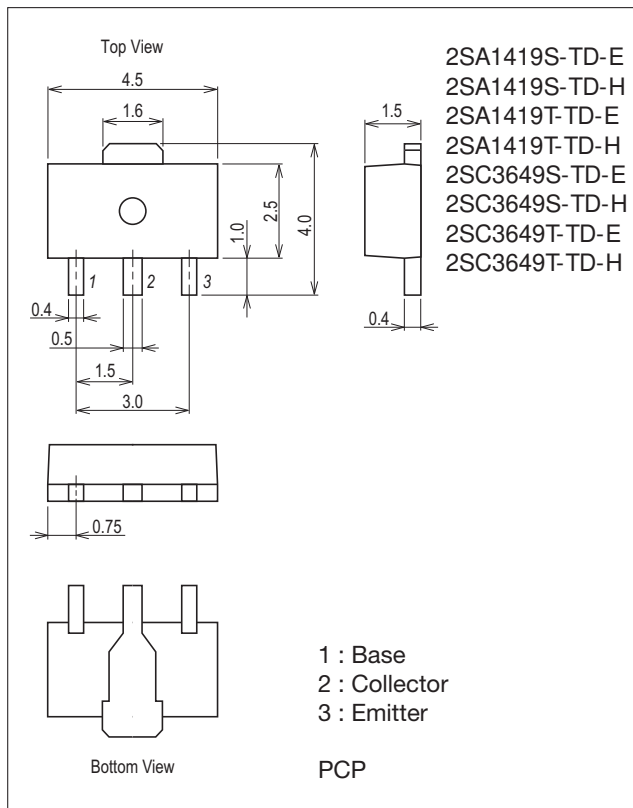 Top View
4.5
1.6
2.5
1.0
4.0
1
2
3
0.4
0.5
1.5
3.0
1.5
0.4
2SA1419S-TD-E
2SA1419S-TD-H
2SA1419T-TD-E
2SA1419T-TD-H
2SC3649S-TD-E
2SC3649S-TD-H
2SC3649T-TD-E
2SC3649T-TD-H
0.75
Bottom View
1 : Base
2 : Collector
3 : Emitter
PCP